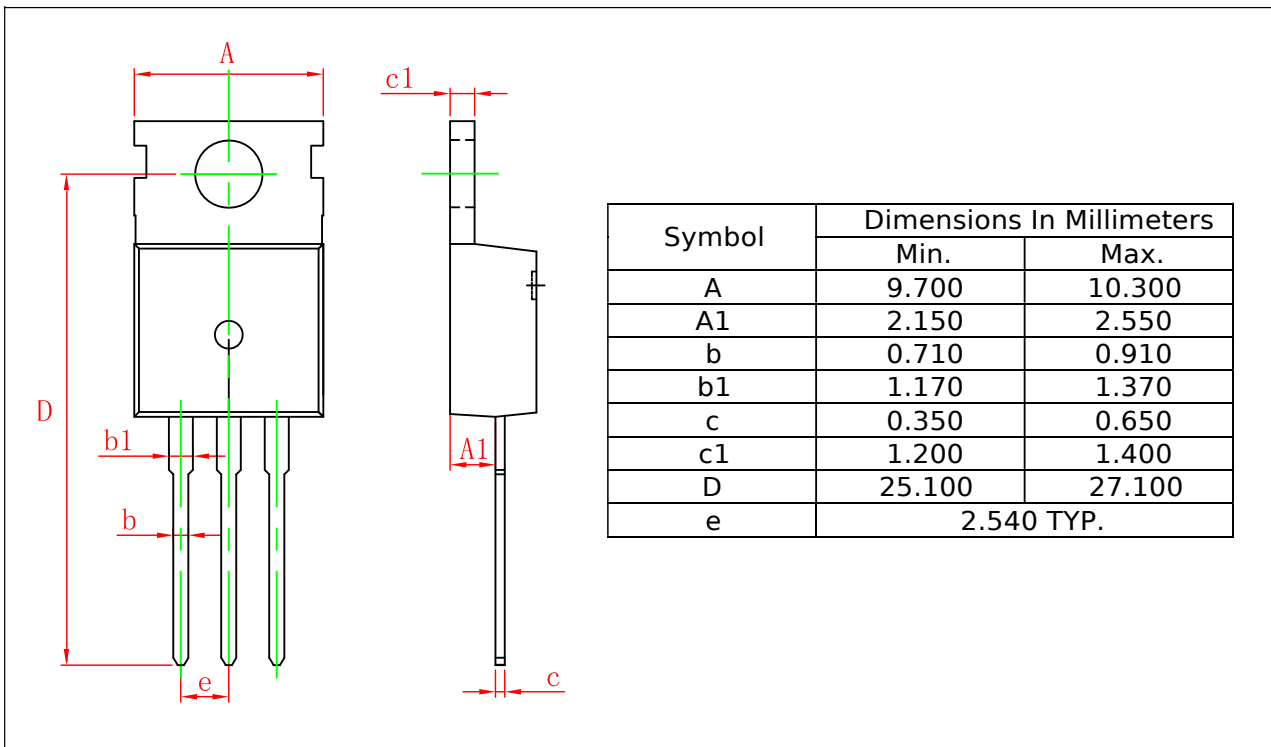 A
c1
D
b1
b
e
A1
c
Symbol Dimensions In Millimeters
Min. Max.
A 9.700 10.300
A1 2.150 2.550
b 0.710 0.910
b1 1.170 1.370
c 0.350 0.650
c1 1.200 1.400
D 25.100 27.100
e 2.540 TYP.